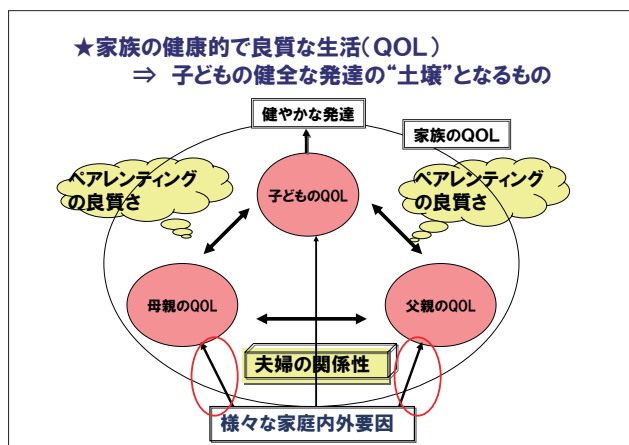 ★家族の健康的で良質な生活(QOL)
⇒ 子どもの健全な発達の“土壌”となるもの
健やかな発達
家族のQOL
ペアレンティング
の良質さ
子どものQOL
ペアレンティング
の良質さ
母親のQOL
父親のQOL
夫婦の関係性
様々な家庭内外要因